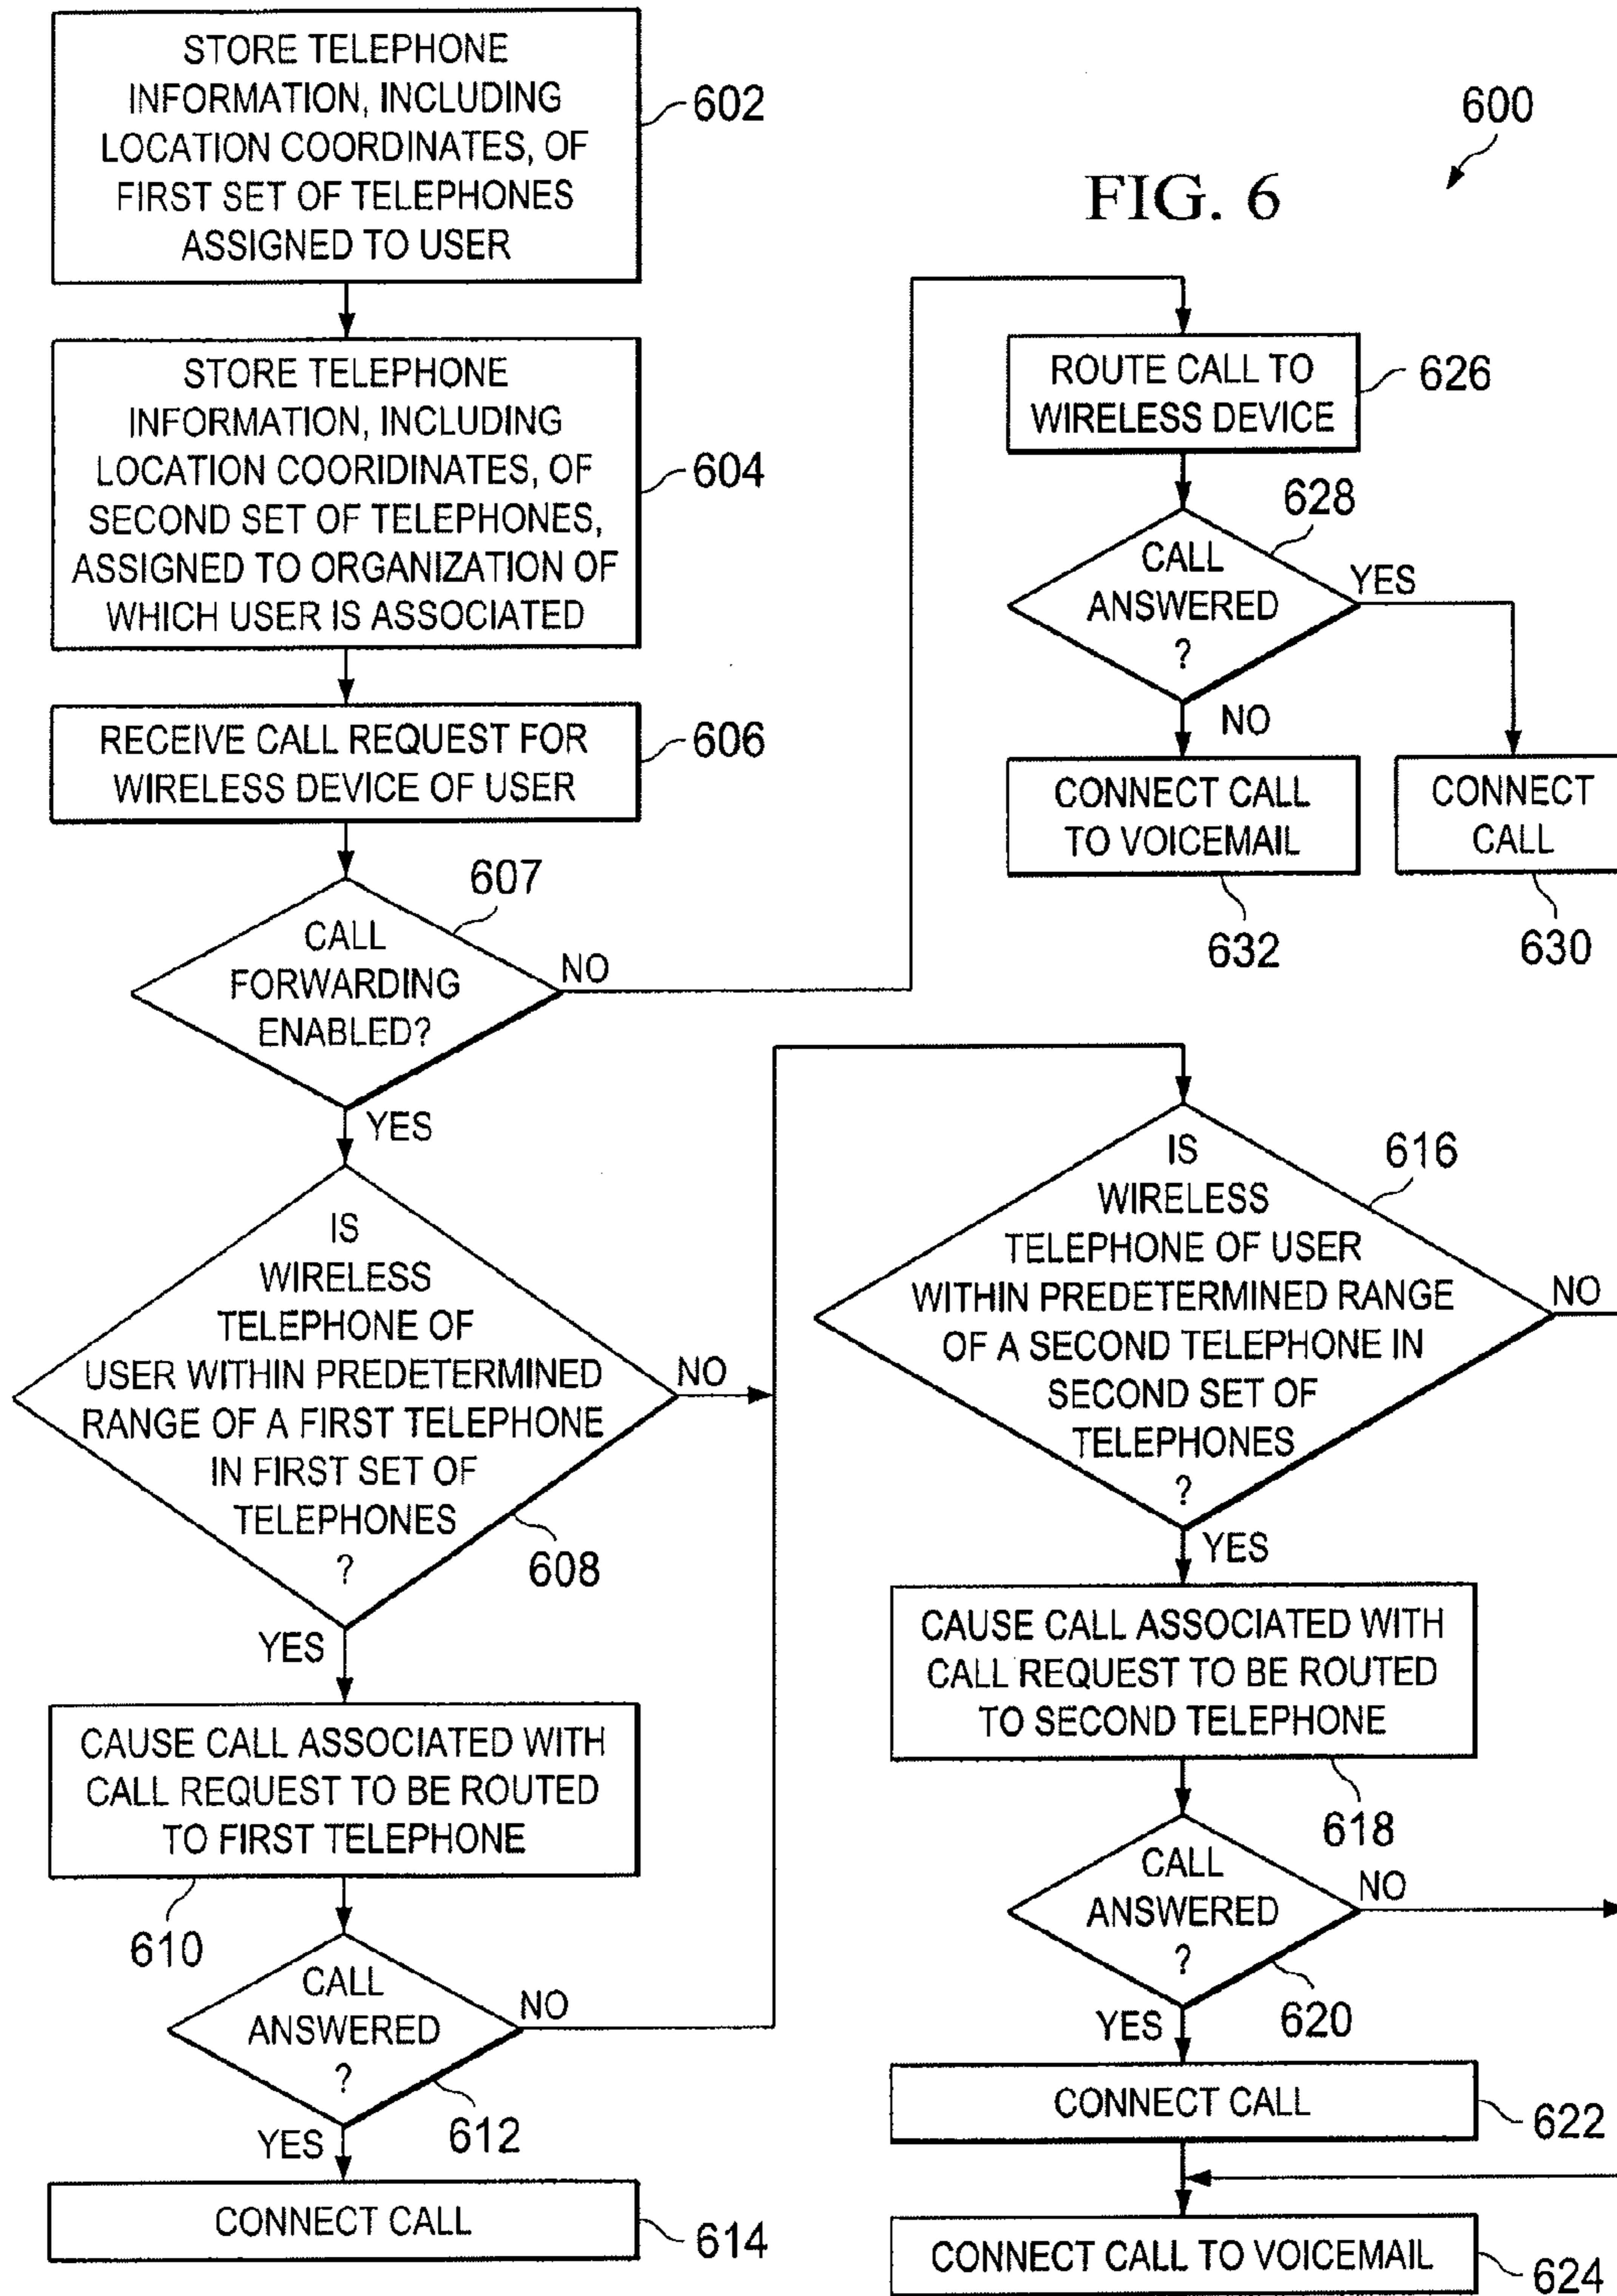 STORE TELEPHONE
INFORMATION, INCLUDING
LOCATION COORDINATES, OF
FIRST SET OF TELEPHONES
ASSIGNED TO USER
602
STORE TELEPHONE
INFORMATION, INCLUDING
LOCATION COORIDINATES, OF
SECOND SET OF TELEPHONES,
ASSIGNED TO ORGANIZATION OF
WHICH USER IS ASSOCIATED
604
RECEIVE CALL REQUEST FOR
WIRELESS DEVICE OF USER
606
607
CALL
FORWARDING
ENABLED?
NO
YES
IS
WIRELESS
TELEPHONE OF
USER WITHIN PREDETERMINED
RANGE OF A FIRST TELEPHONE
IN FIRST SET OF
TELEPHONES
?
NO
608
YES
CAUSE CALL ASSOCIATED WITH
CALL REQUEST TO BE ROUTED
TO FIRST TELEPHONE
610
CALL
ANSWERED
?
NO
612
YES
CONNECT CALL
614
600
FIG. 6
ROUTE CALL TO
WIRELESS DEVICE
626
628
CALL
ANSWERED
?
YES
NO
CONNECT CALL
TO VOICEMAIL
632
CONNECT
CALL
630
616
IS
WIRELESS
TELEPHONE OF USER
WITHIN PREDETERMINED RANGE
OF A SECOND TELEPHONE IN
SECOND SET OF
TELEPHONES
?
NO
YES
CAUSE CALL ASSOCIATED WITH
CALL REQUEST TO BE ROUTED
TO SECOND TELEPHONE
618
CALL
ANSWERED
?
NO
620
YES
CONNECT CALL
622
CONNECT CALL TO VOICEMAIL
624